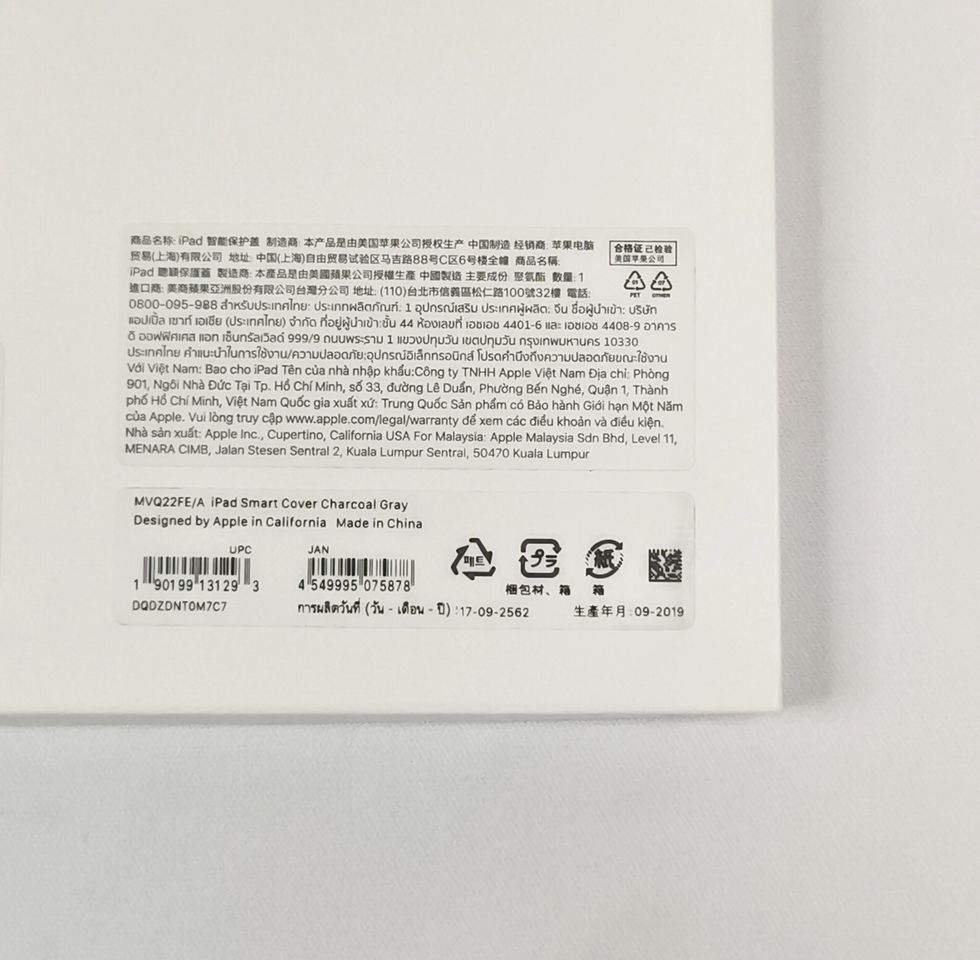 商品名称: iPad 智能保护盖 制造商: 本产品是由美国苹果公司授权生产 中国制造 经销商: 苹果电脑
贸易(上海)有限公司 地址: 中国(上海)自由贸易试验区马吉路88号C区6号楼全幢 商品名稱:
iPad 聰穎保護蓋 製造商: 本產品是由美國蘋果公司授權生產 中國製造 主要成份: 聚氨酯 數量: 1
進口商: 美商蘋果亞洲股份有限公司台灣分公司 地址: (110)台北市信義區松仁路100號32樓 電話:
0800-095-988 สำหรับประเทศไทย: ประเภทผลิตภัณฑ์: 1 อุปกรณ์เสริม ประเทศผู้ผลิต: จีน ชื่อผู้นำเข้า: บริษัท
แอปเปิ้ล เซาท์ เอเชีย (ประเทศไทย) จำกัด ที่อยู่ผู้นำเข้า:ชั้น 44 ห้องเลขที่ เอชเอช 4401-6 และ เอชเอช 4408-9 อาคาร
ดิ ออฟฟิศเศส แอท เซ็นทรัลเวิลด์ 999/9 ถนนพระราม 1 แขวงปทุมวัน เขตปทุมวัน กรุงเทพมหานคร 10330
ประเทศไทย คำแนะนำในการใช้งาน/ความปลอดภัย:อุปกรณ์อิเล็กทรอนิกส์ โปรดคำนึงถึงความปลอดภัยขณะใช้งาน
Với Việt Nam: Bao cho iPad Tên của nhà nhập khẩu:Công ty TNHH Apple Việt Nam Địa chỉ: Phòng
901, Ngôi Nhà Đức Tại Tp. Hồ Chí Minh, số 33, đường Lê Duẩn, Phường Bến Nghé, Quận 1, Thành
phố Hồ Chí Minh, Việt Nam Quốc gia xuất xứ: Trung Quốc Sản phẩm có Bảo hành Giới hạn Một Năm
của Apple. Vui lòng truy cập www.apple.com/legal/warranty để xem các điều khoản và điều kiện.
Nhà sản xuất: Apple Inc., Cupertino, California USA For Malaysia: Apple Malaysia Sdn Bhd, Level 11,
MENARA CIMB, Jalan Stesen Sentral 2, Kuala Lumpur Sentral, 50470 Kuala Lumpur
合格证 已检验
美国苹果公司
01 07
PET OTHER
MVQ22FE/A iPad Smart Cover Charcoal Gray
Designed by Apple in California Made in China
UPC JAN
1 90199 13129 3 4 549995 075878
페트 プラ 紙
梱包材、箱 箱
DQDZDNT0M7C7 การผลิตวันที่ (วัน - เดือน - ปี) :17-09-2562 生產年月:09-2019